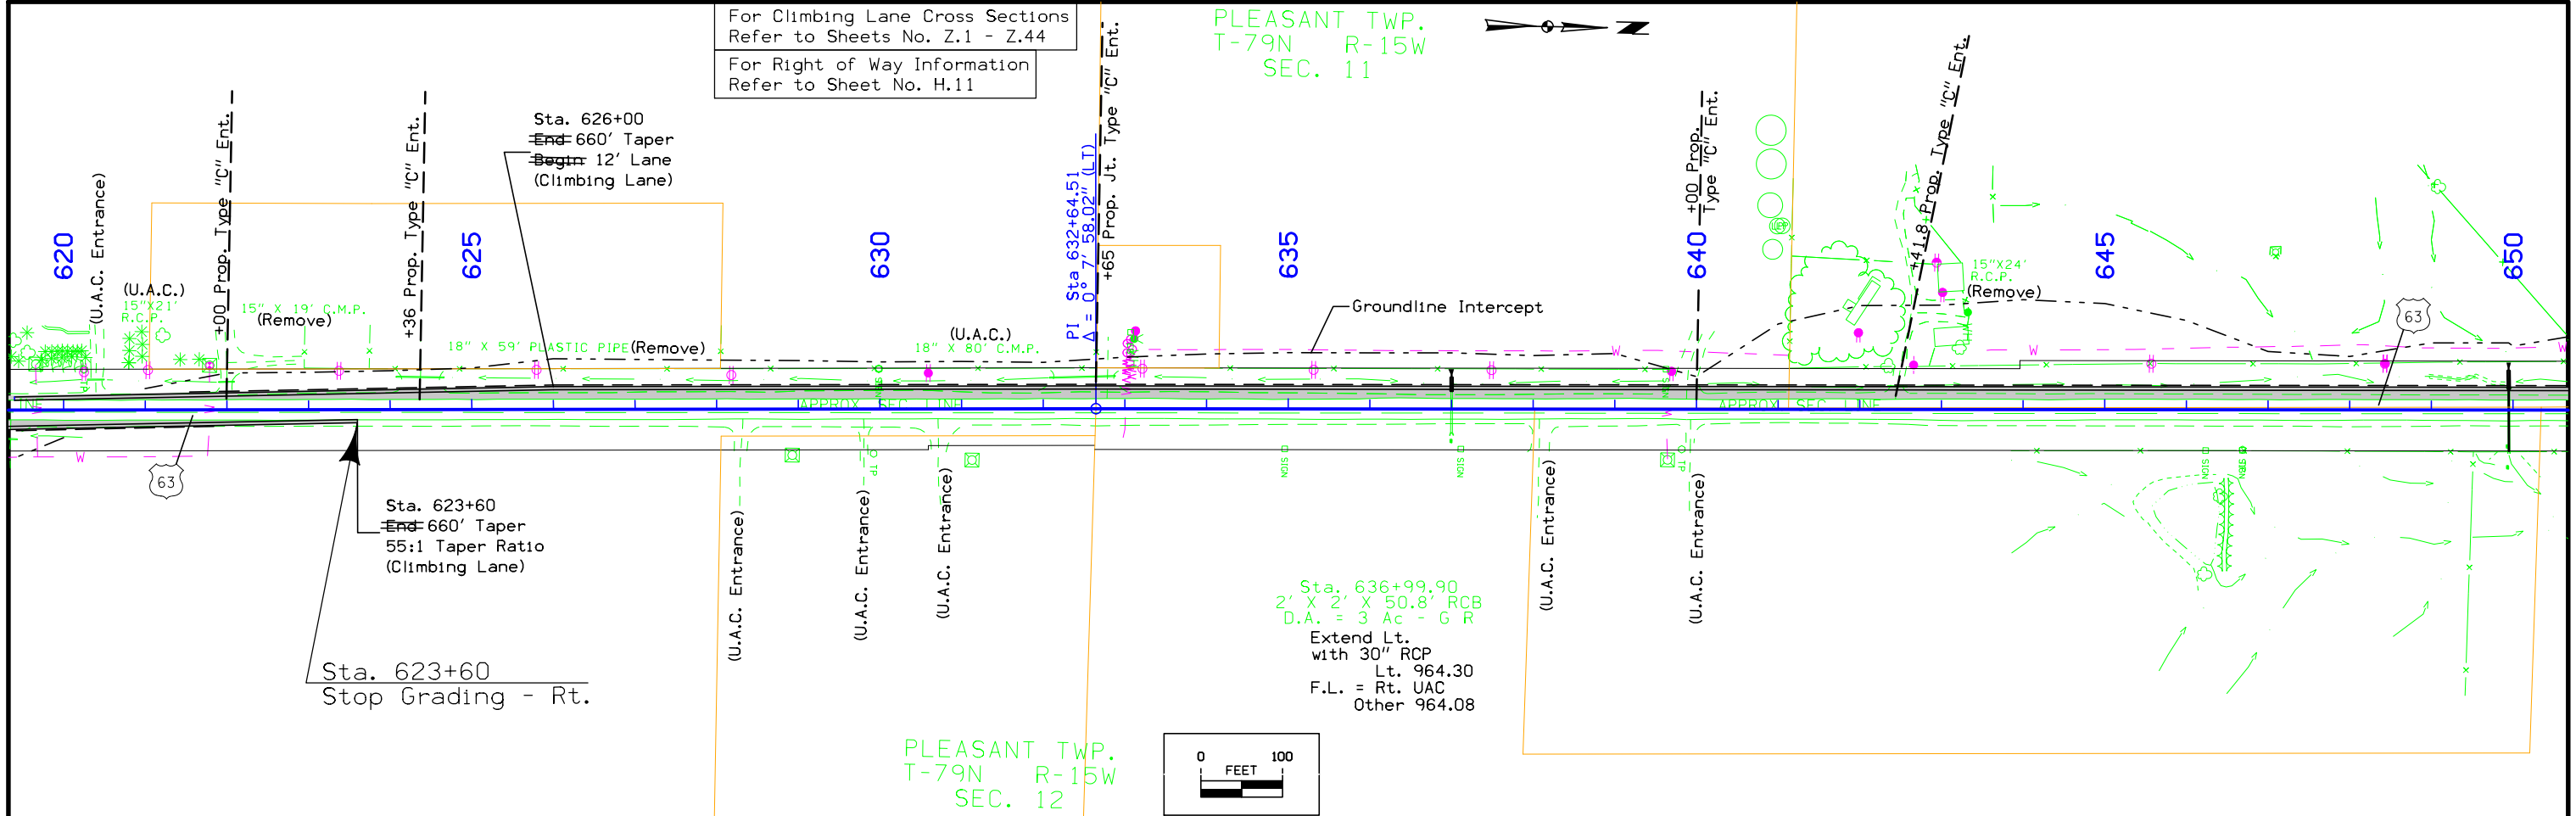 For Climbing Lane Cross Sections
Refer to Sheets No. Z.1 - Z.44
For Right of Way Information
Refer to Sheet No. H.11
PLEASANT TWP.
T-79N R-15W
SEC. 11
N
Sta. 626+00
End 660' Taper
Begin 12' Lane
(Climbing Lane)
620
(U.A.C. Entrance)
(U.A.C.)
15"X21'
R.C.P.
+00 Prop. Type "C" Ent.
15" X 19' C.M.P.
(Remove)
+36 Prop. Type "C" Ent.
625
18" X 59' PLASTIC PIPE (Remove)
630
(U.A.C.)
18" X 80' C.M.P.
PI Sta 632+64.51
Δ = 0° 7' 58.02" (LT)
+65 Prop. Jt. Type "C" Ent.
635
Groundline Intercept
640
+00 Prop.
Type "C" Ent.
+41.8 Prop. Type "C" Ent.
15"X24'
R.C.P.
(Remove)
645
63
650
W
W
W
LINE
APPROX SEC LINE
APPROX SEC LINE
W
63
TP
SIGN
SIGN
TP
SIGN
SIGN
Sta. 623+60
End 660' Taper
55:1 Taper Ratio
(Climbing Lane)
Sta. 623+60
Stop Grading - Rt.
(U.A.C. Entrance)
(U.A.C. Entrance)
(U.A.C. Entrance)
(U.A.C. Entrance)
(U.A.C. Entrance)
Sta. 636+99.90
2' X 2' X 50.8' RCB
D.A. = 3 Ac - G R
Extend Lt.
with 30" RCP
Lt. 964.30
F.L. = Rt. UAC
Other 964.08
PLEASANT TWP.
T-79N R-15W
SEC. 12
0 100
FEET